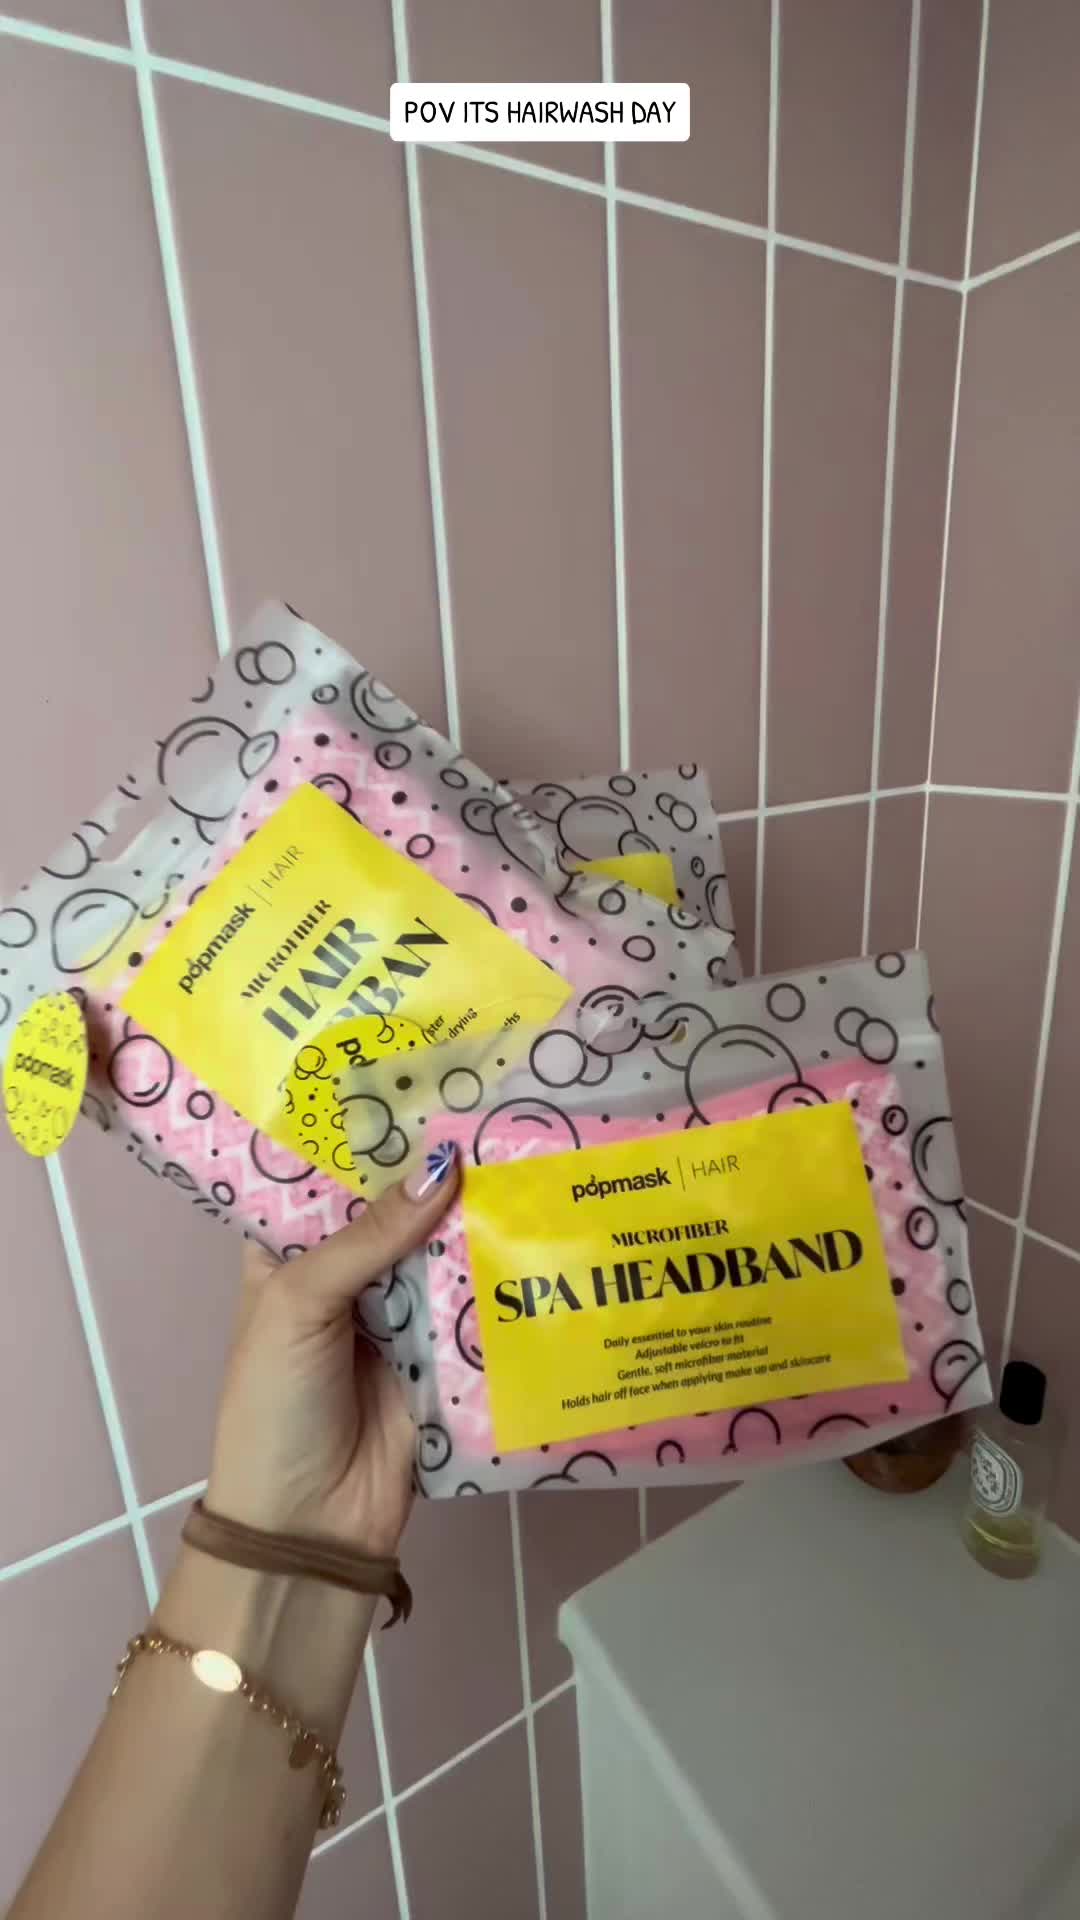 POV ITS HAIRWASH DAY
popmask | HAIR
MICROFIBER
HAIR
drying
popmask
popmask | HAIR
MICROFIBER
SPA HEADBAND
Daily essential to your skin routine
Adjustable velcro to fit
Gentle, soft microfiber material
Holds hair off face when applying make up and skincare